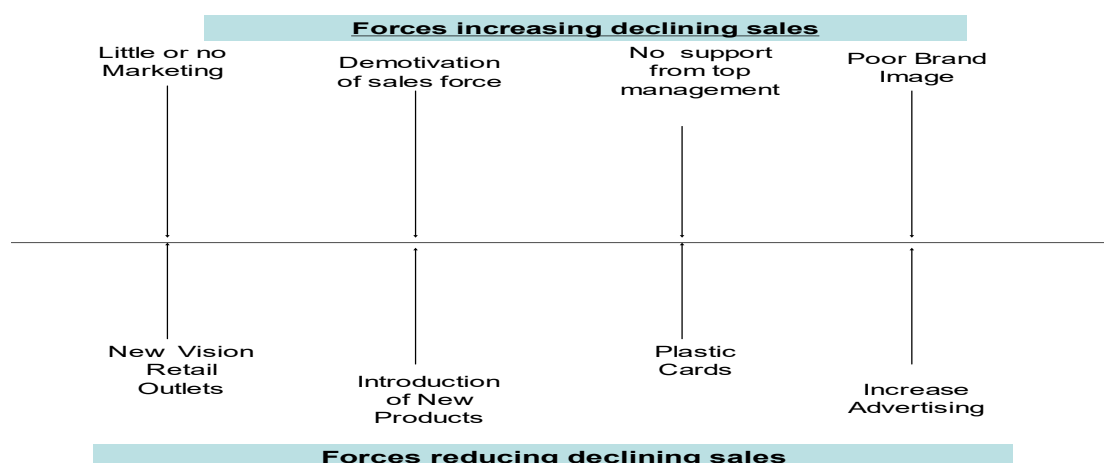 Forces increasing declining sales
Little or no
Marketing
Demotivation
of sales force
No support
from top
management
Poor Brand
Image
New Vision
Retail
Outlets
Introduction
of New
Products
Plastic
Cards
Increase
Advertising
Forces reducing declining sales